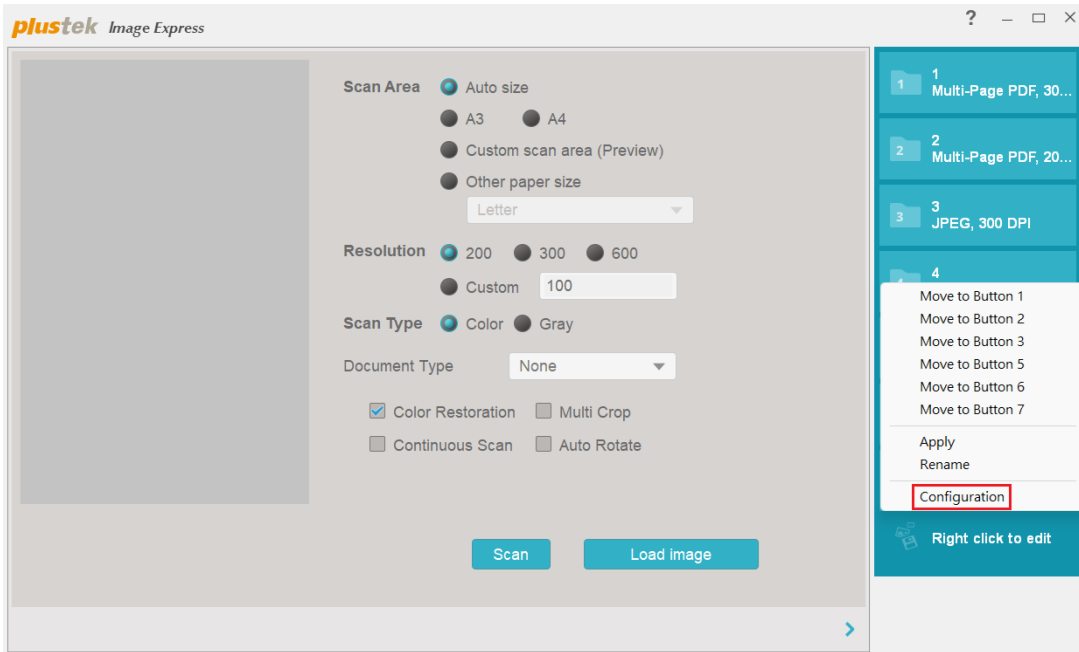 plustek Image Express
?
Scan Area Auto size
A3 A4
Custom scan area (Preview)
Other paper size
Letter
Resolution 200 300 600
Custom 100
Scan Type Color Gray
Document Type None
Color Restoration Multi Crop
Continuous Scan Auto Rotate
Scan Load image
1
1
Multi-Page PDF, 30...
2
2
Multi-Page PDF, 20...
3
3
JPEG, 300 DPI
4
Move to Button 1
Move to Button 2
Move to Button 3
Move to Button 5
Move to Button 6
Move to Button 7
Apply
Rename
Configuration
Right click to edit